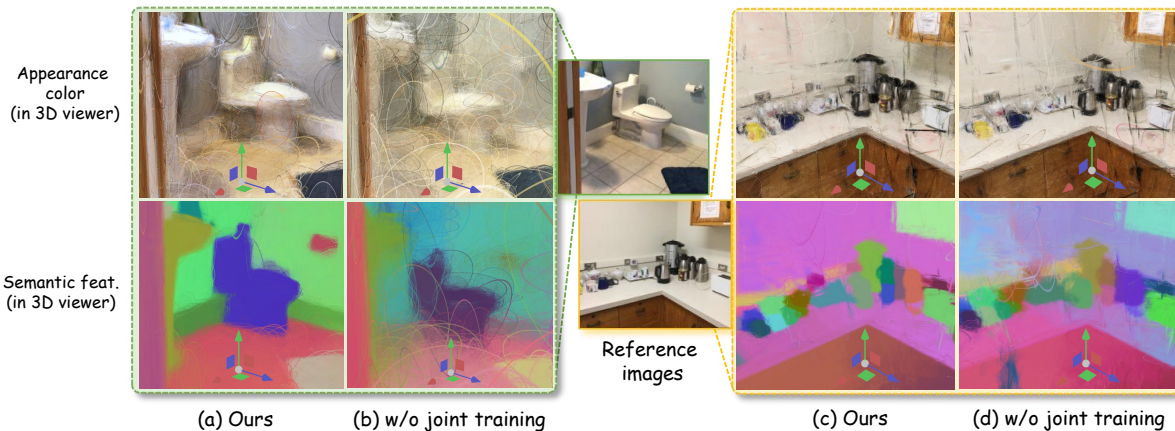 Appearance
color
(in 3D viewer)
Semantic feat.
(in 3D viewer)
Reference
images
(a) Ours
(b) w/o joint training
(c) Ours
(d) w/o joint training